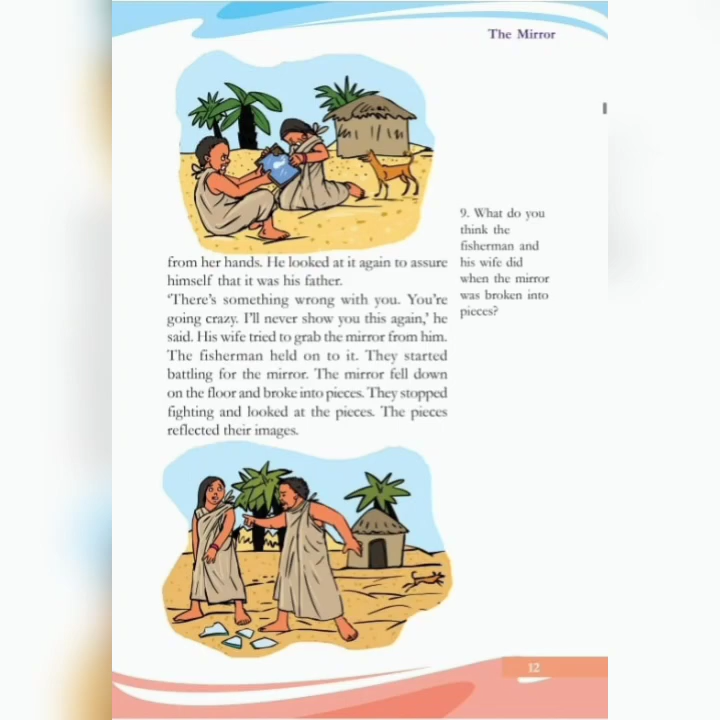 The Mirror
from her hands. He looked at it again to assure
himself that it was his father.
‘There’s something wrong with you. You’re
going crazy. I’ll never show you this again,’ he
said. His wife tried to grab the mirror from him.
The fisherman held on to it. They started
battling for the mirror. The mirror fell down
on the floor and broke into pieces. They stopped
fighting and looked at the pieces. The pieces
reflected their images.
9. What do you
think the
fisherman and
his wife did
when the mirror
was broken into
pieces?
12